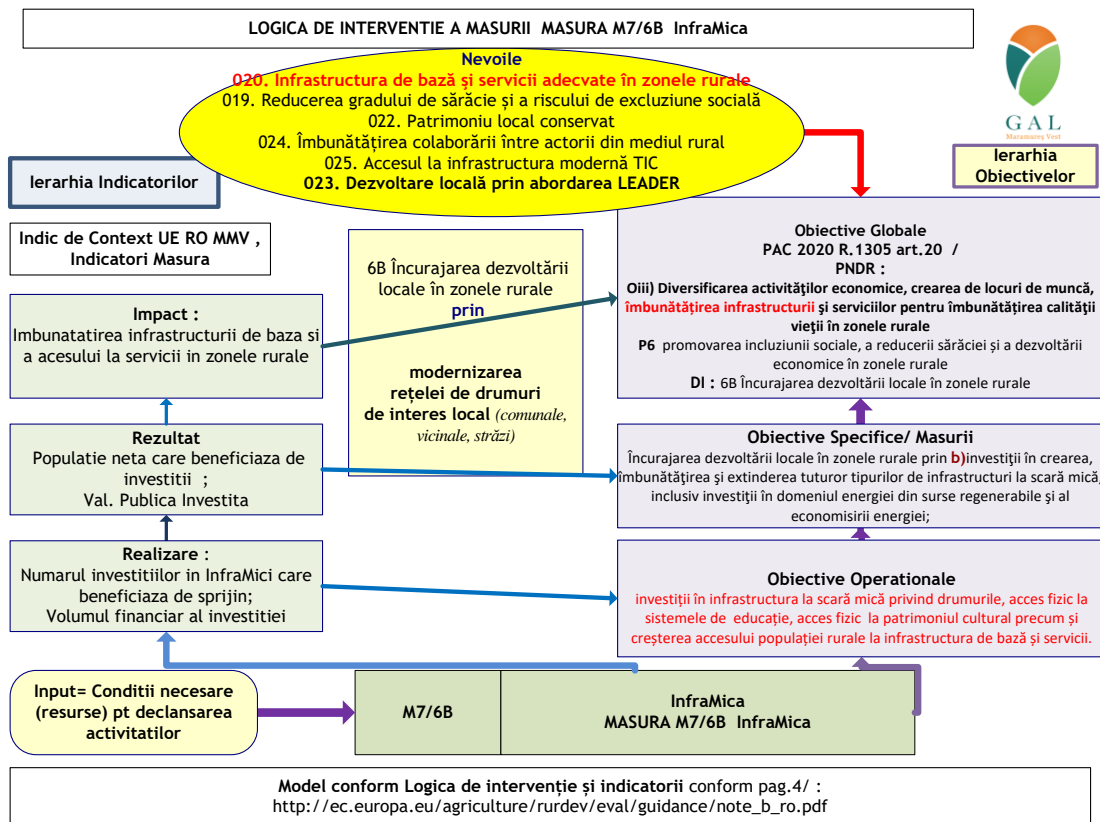 LOGICA DE INTERVENTIE A MASURII MASURA M7/6B InfraMica
Nevoile
020. Infrastructura de bază şi servicii adecvate în zonele rurale
019. Reducerea gradului de sărăcie și a riscului de excluziune socială
022. Patrimoniu local conservat
024. Îmbunătățirea colaborării între actorii din mediul rural
025. Accesul la infrastructura modernă TIC
023. Dezvoltare locală prin abordarea LEADER
GAL
Maramureș Vest
Ierarhia Indicatorilor
Ierarhia
Obiectivelor
Indic de Context UE RO MMV ,
Indicatori Masura
6B Încurajarea dezvoltării
locale în zonele rurale
prin
modernizarea
rețelei de drumuri
de interes local (comunale,
vicinale, străzi)
Obiective Globale
PAC 2020 R.1305 art.20 /
PNDR :
Oiii) Diversificarea activităţilor economice, crearea de locuri de muncă,
îmbunătăţirea infrastructurii şi serviciilor pentru îmbunătăţirea calităţii
vieţii în zonele rurale
P6 promovarea incluziunii sociale, a reducerii sărăciei și a dezvoltării
economice în zonele rurale
DI : 6B Încurajarea dezvoltării locale în zonele rurale
Impact :
Imbunatatirea infrastructurii de baza si
a acesului la servicii in zonele rurale
Rezultat
Populatie neta care beneficiaza de
investitii ;
Val. Publica Investita
Obiective Specifice/ Masurii
Încurajarea dezvoltării locale în zonele rurale prin b)investiţii în crearea,
îmbunătăţirea şi extinderea tuturor tipurilor de infrastructuri la scară mică,
inclusiv investiţii în domeniul energiei din surse regenerabile şi al
economisirii energiei;
Realizare :
Numarul investitiilor in InfraMici care
beneficiaza de sprijin;
Volumul financiar al investitiei
Obiective Operationale
investiții în infrastructura la scară mică privind drumurile, acces fizic la
sistemele de educație, acces fizic la patrimoniul cultural precum și
creșterea accesului populației rurale la infrastructura de bază și servicii.
Input= Conditii necesare
(resurse) pt declansarea
activitatilor
M7/6B
InfraMica
MASURA M7/6B InfraMica
Model conform Logica de intervenție și indicatorii conform pag.4/ :
http://ec.europa.eu/agriculture/rurdev/eval/guidance/note_b_ro.pdf